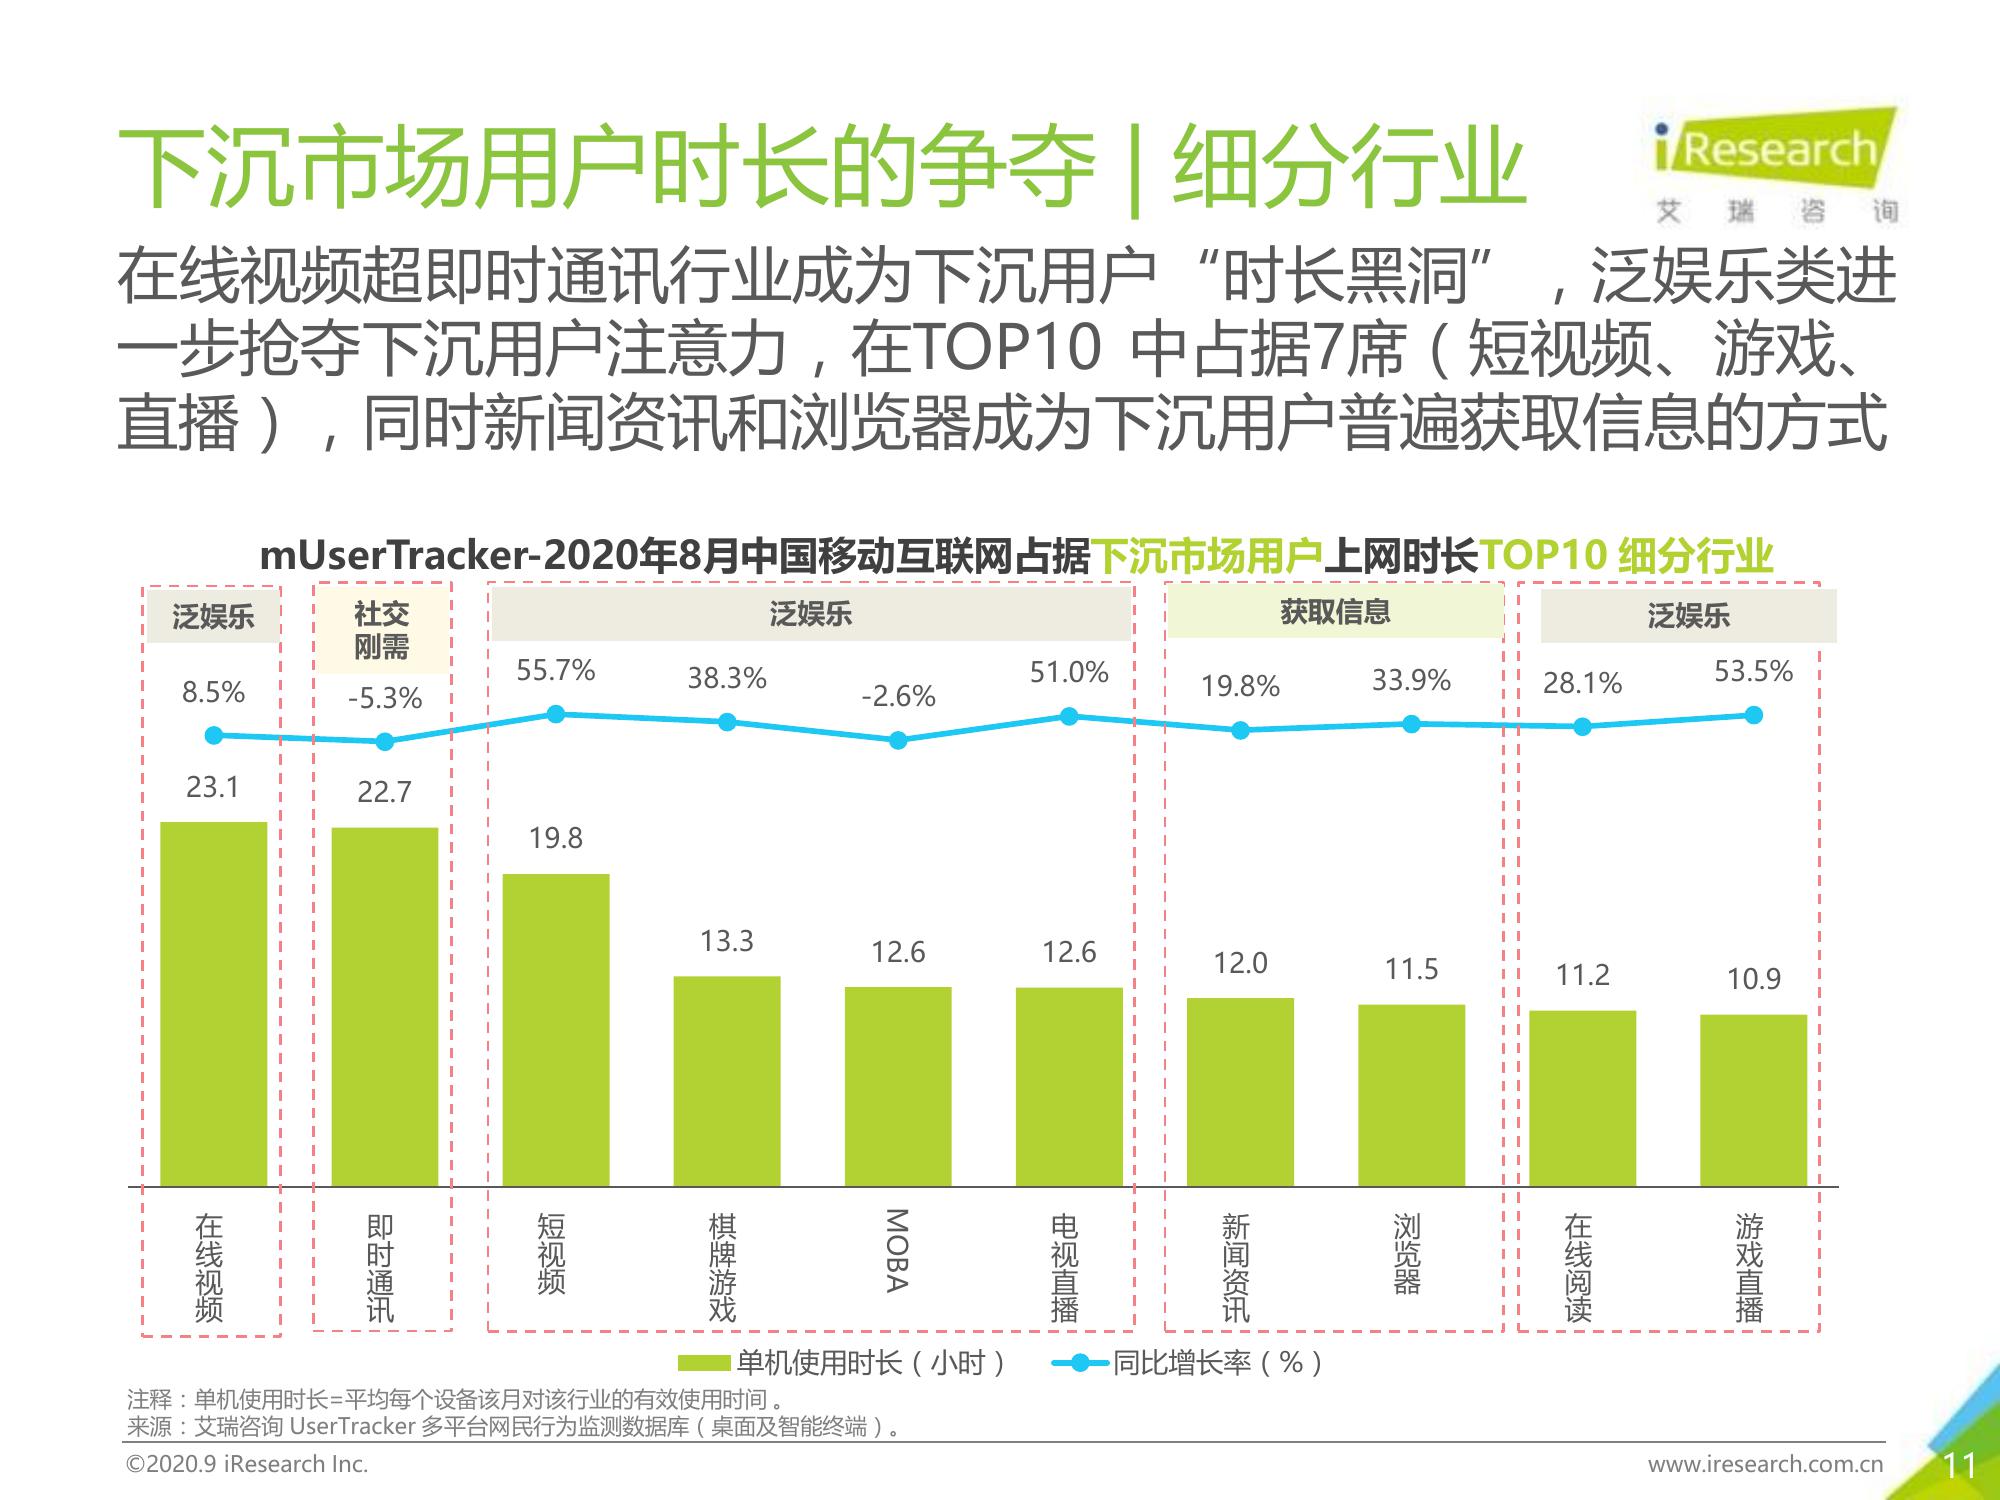 下沉市场用户时长的争夺 | 细分行业
iResearch
艾 瑞 咨 询
在线视频超即时通讯行业成为下沉用户“时长黑洞”，泛娱乐类进
一步抢夺下沉用户注意力，在TOP10 中占据7席（短视频、游戏、
直播），同时新闻资讯和浏览器成为下沉用户普遍获取信息的方式
mUserTracker-2020年8月中国移动互联网占据下沉市场用户上网时长TOP10 细分行业
泛娱乐
社交
刚需
泛娱乐
获取信息
泛娱乐
8.5%
-5.3%
55.7%
38.3%
-2.6%
51.0%
19.8%
33.9%
28.1%
53.5%
23.1
22.7
19.8
13.3
12.6
12.6
12.0
11.5
11.2
10.9
在线视频
即时通讯
短视频
棋牌游戏
MOBA
电视直播
新闻资讯
浏览器
在线阅读
游戏直播
单机使用时长（小时）
同比增长率（%）
注释：单机使用时长=平均每个设备该月对该行业的有效使用时间。
来源：艾瑞咨询 UserTracker 多平台网民行为监测数据库（桌面及智能终端）。
©2020.9 iResearch Inc.
www.iresearch.com.cn
11